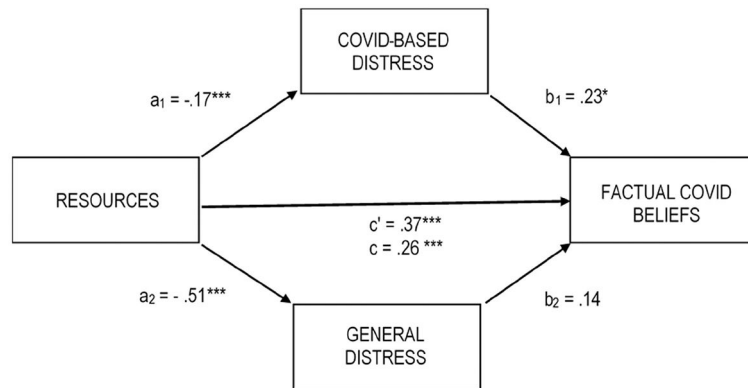 COVID-BASED
DISTRESS
a₁ = -.17***
b₁ = .23*
RESOURCES
FACTUAL COVID
BELIEFS
c' = .37***
c = .26 ***
a₂ = - .51***
b₂ = .14
GENERAL
DISTRESS